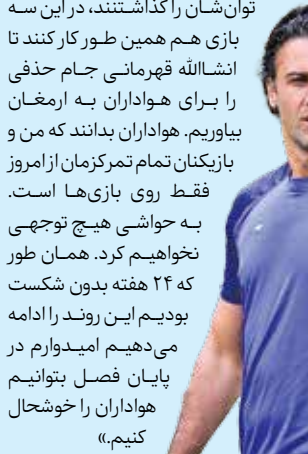 توان‌شان را گذاشتند، در این سه
بازی هم همین طور کار کنند تا
انشاالله قهرمانی جام حذفی
را برای هواداران به ارمغان
بیاوریم. هواداران بدانند که من و
بازیکنان تمام تمرکزمان از امروز
فقط روی بازی‌ها است.
به حواشی هیچ توجهی
نخواهیم کرد. همان طور
که ۲۴ هفته بدون شکست
بودیم این روند را ادامه
می‌دهیم امیدوارم در
پایان فصل بتوانیم
هواداران را خوشحال
کنیم.»